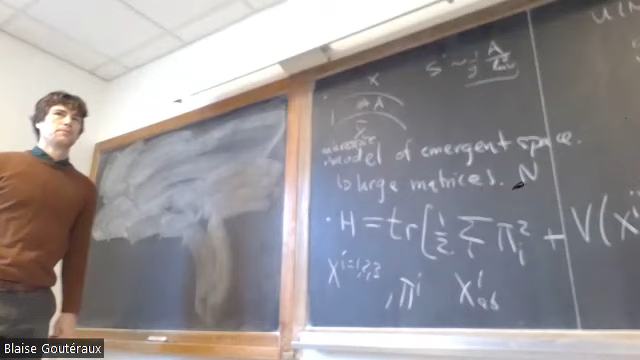 S ~ 1/g A/
X
A
model of emergent space.
↳ large matrices. N
u(N
· H = tr[ 1/2 Σ_i Π_i^2 + V(X
X^{i=1,2,3} , Π^i X^i_{ab}
Blaise Goutéraux